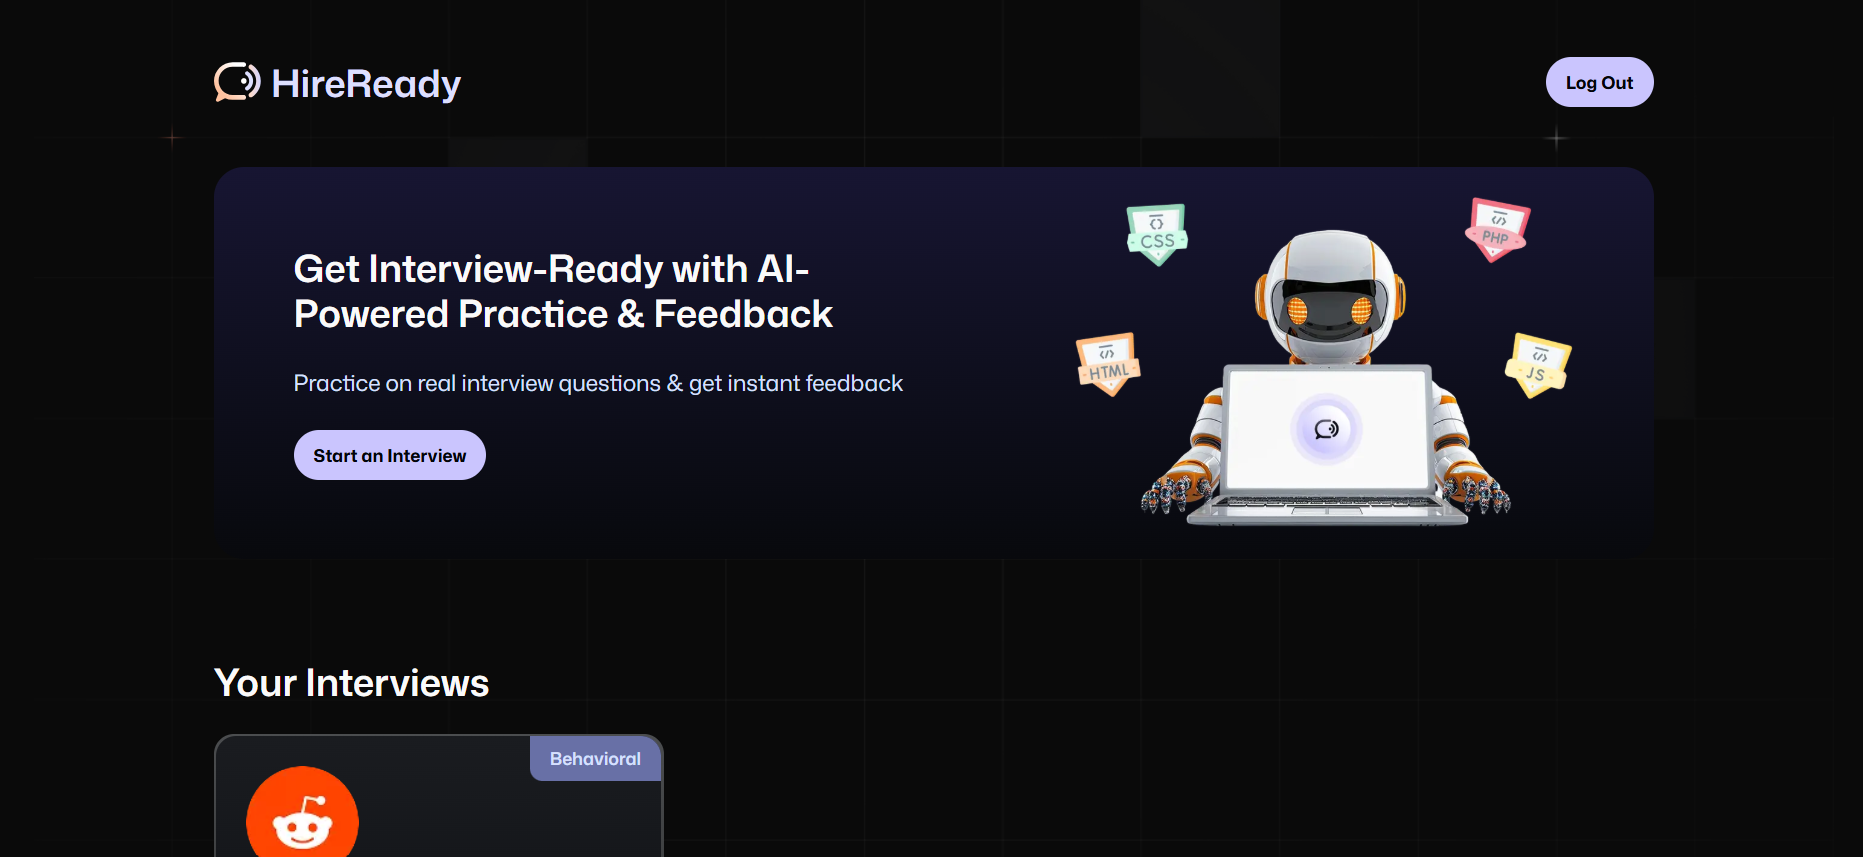 HireReady
Log Out
Get Interview-Ready with AI-
Powered Practice & Feedback
Practice on real interview questions & get instant feedback
Start an Interview
CSS
PHP
HTML
JS
Your Interviews
Behavioral